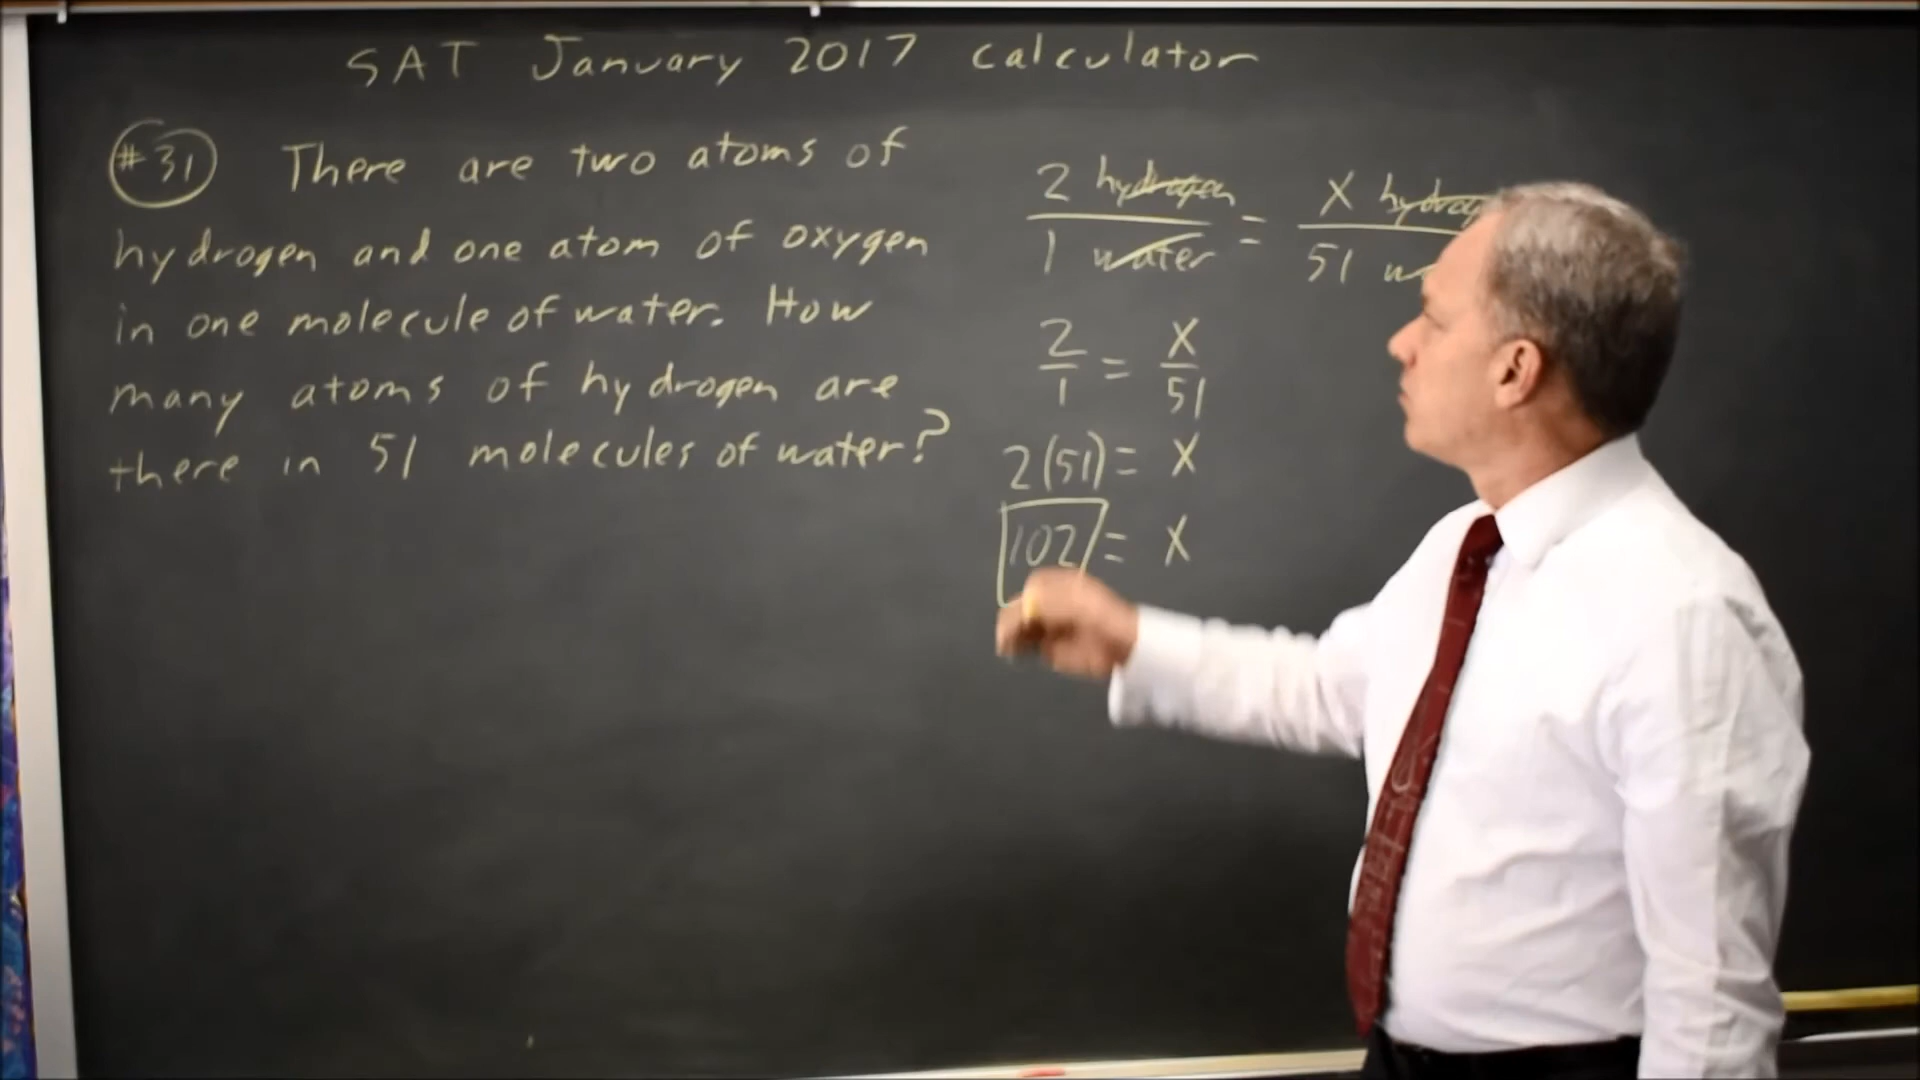 SAT January 2017 calculator
#31 There are two atoms of
hydrogen and one atom of oxygen
in one molecule of water. How
many atoms of hydrogen are
there in 51 molecules of water?
2 hydrogen = X
1 water 51
2 = X
1 51
2(51) = X
102 = X